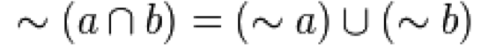 ∼ (a ∩ b) = (∼ a) ∪ (∼ b)